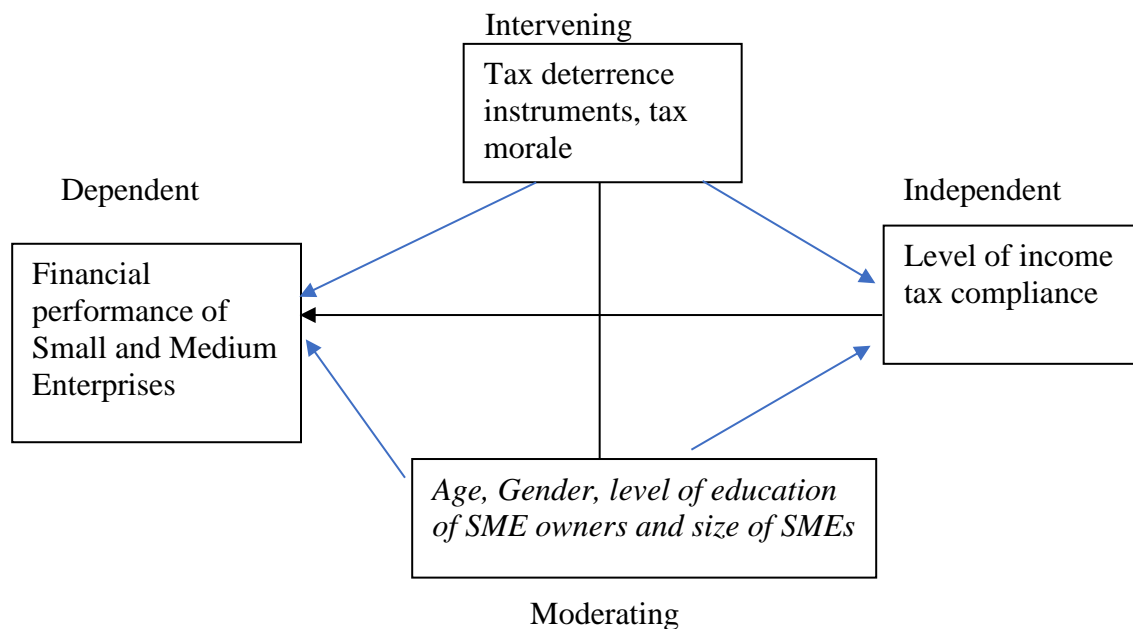 Intervening
Tax deterrence
instruments, tax
morale
Dependent
Independent
Financial
performance of
Small and Medium
Enterprises
Level of income
tax compliance
Age, Gender, level of education
of SME owners and size of SMEs
Moderating